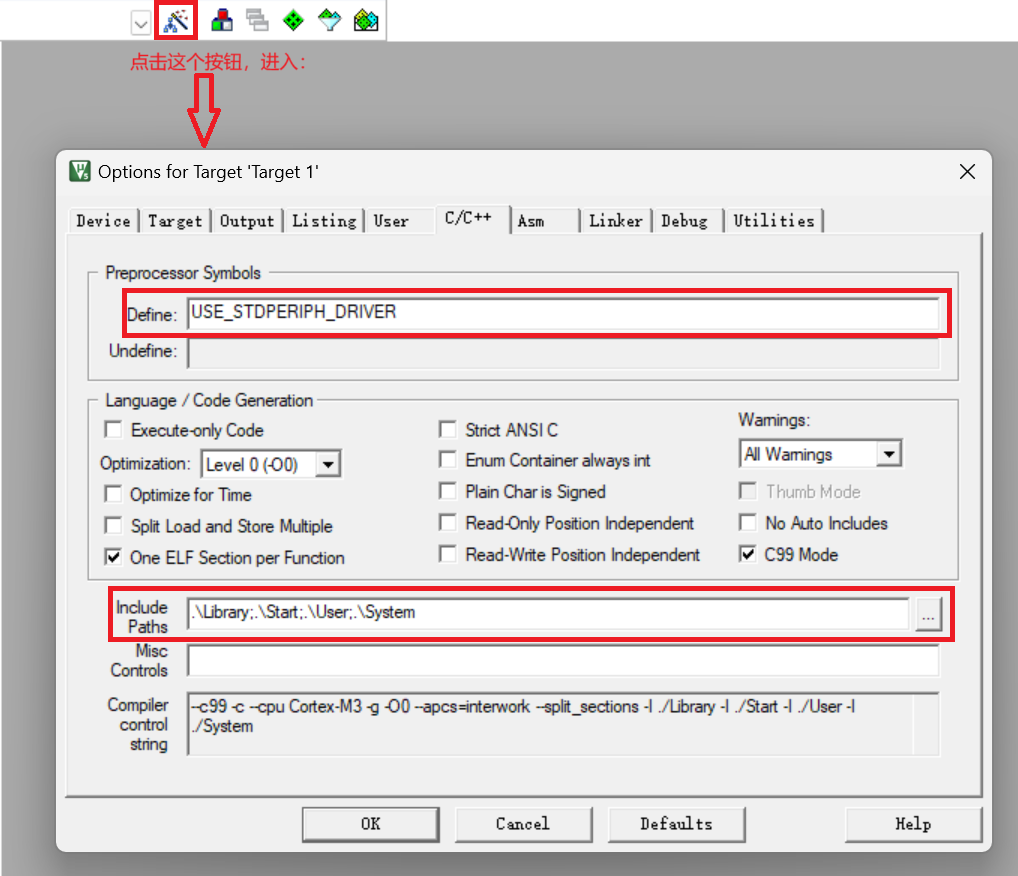 点击这个按钮，进入：
Options for Target 'Target 1'
Device Target Output Listing User C/C++ Asm Linker Debug Utilities
Preprocessor Symbols
Define: USE_STDPERIPH_DRIVER
Undefine:
Language / Code Generation
Execute-only Code
Optimization: Level 0 (-O0)
Optimize for Time
Split Load and Store Multiple
One ELF Section per Function
Strict ANSI C
Enum Container always int
Plain Char is Signed
Read-Only Position Independent
Read-Write Position Independent
Warnings:
All Warnings
Thumb Mode
No Auto Includes
C99 Mode
Include
Paths
.\Library;.\Start;.\User;.\System
...
Misc
Controls
Compiler
control
string
--c99 -c --cpu Cortex-M3 -g -O0 --apcs=interwork --split_sections -I ./Library -I ./Start -I ./User -I
./System
OK Cancel Defaults Help